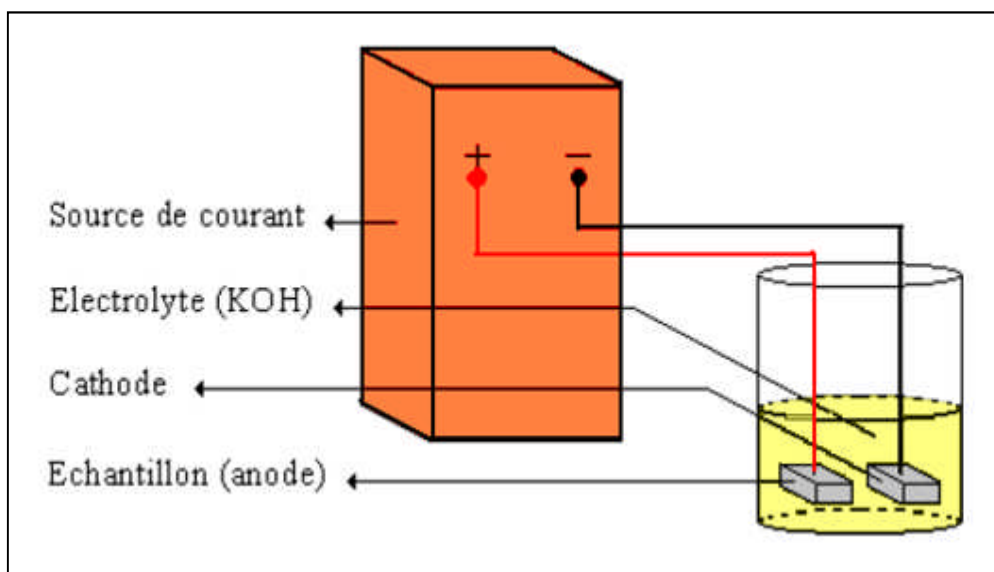 + −
Source de courant
Electrolyte (KOH)
Cathode
Echantillon (anode)